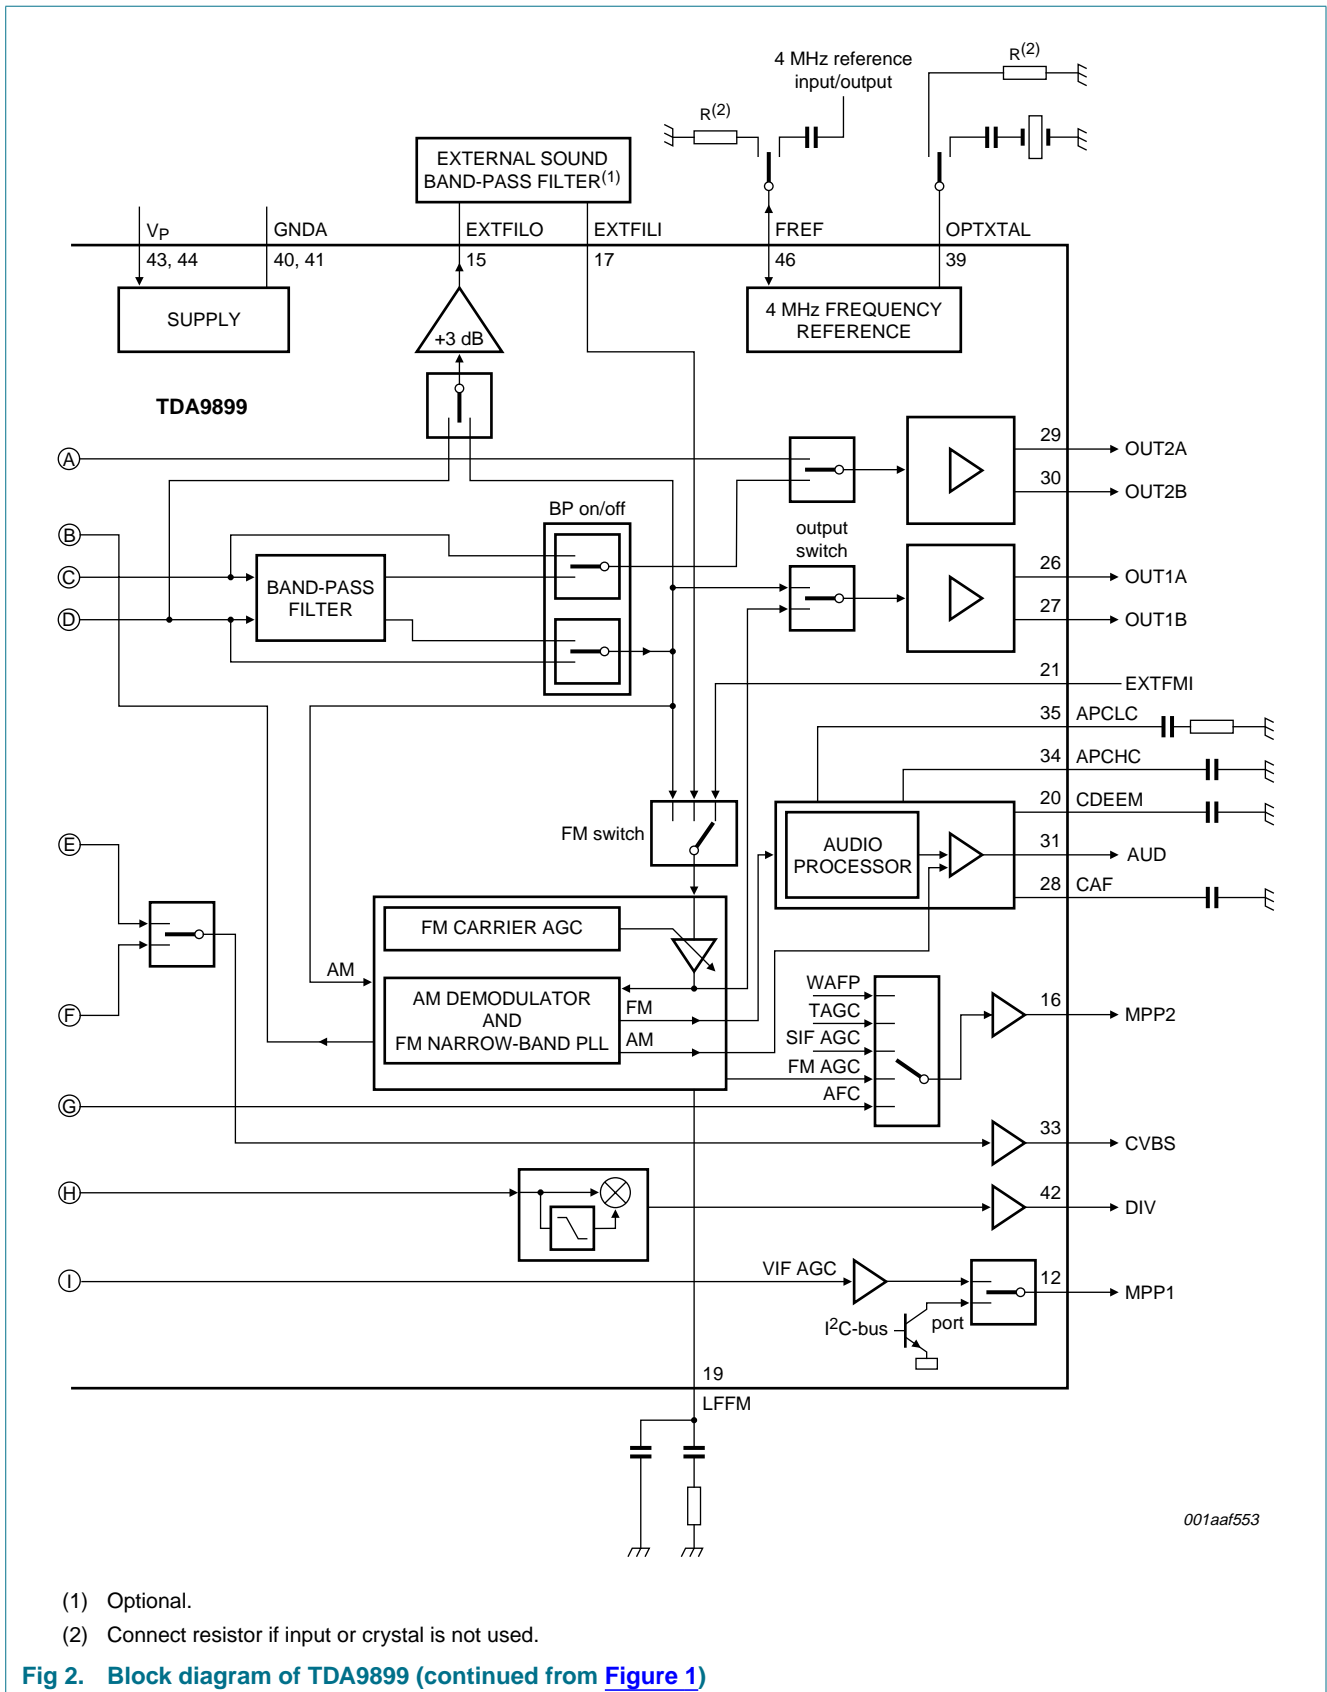 4 MHz reference
input/output
R(2)
R(2)
EXTERNAL SOUND
BAND-PASS FILTER(1)
VP
GNDA
EXTFILO
EXTFILI
FREF
OPTXTAL
43, 44
40, 41
15
17
46
39
SUPPLY
+3 dB
4 MHz FREQUENCY
REFERENCE
TDA9899
A
29
OUT2A
30
OUT2B
BP on/off
B
output
switch
C
BAND-PASS
FILTER
26
OUT1A
D
27
OUT1B
21
EXTFMI
35
APCLC
34
APCHC
20
CDEEM
FM switch
E
AUDIO
PROCESSOR
31
AUD
28
CAF
FM CARRIER AGC
AM
WAFP
AM DEMODULATOR
AND
FM NARROW-BAND PLL
FM
AM
TAGC
SIF AGC
FM AGC
AFC
16
MPP2
F
G
33
CVBS
H
42
DIV
I
VIF AGC
12
MPP1
I2C-bus
port
19
LFFM
001aaf553
(1) Optional.
(2) Connect resistor if input or crystal is not used.
Fig 2. Block diagram of TDA9899 (continued from Figure 1)